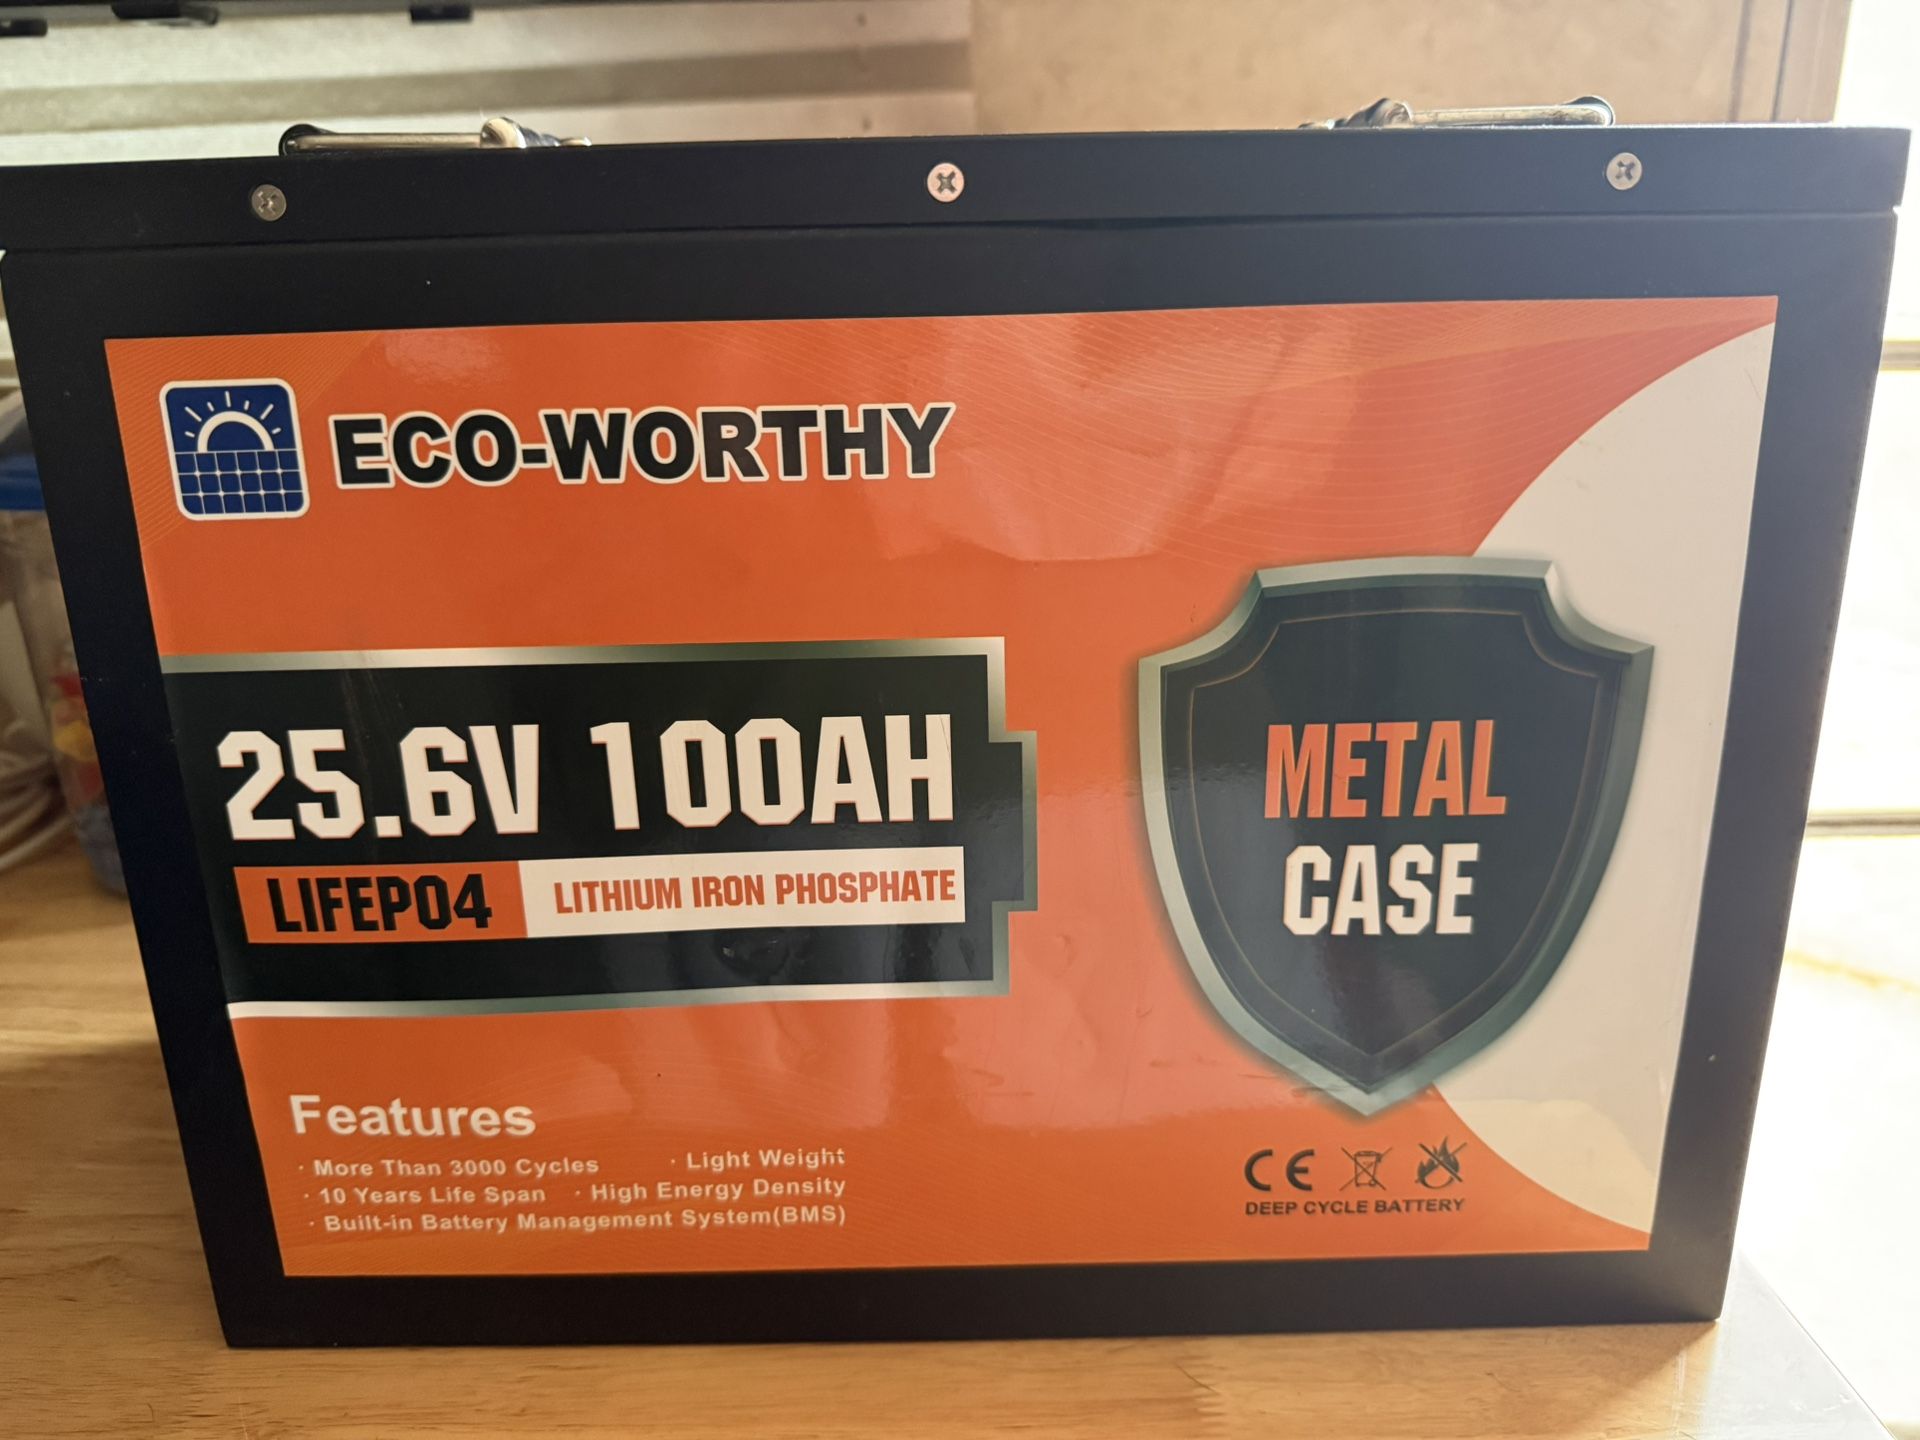 ECO-WORTHY
25.6V 100AH
LIFEPO4 LITHIUM IRON PHOSPHATE
METAL
CASE
Features
· More Than 3000 Cycles · Light Weight
· 10 Years Life Span · High Energy Density
· Built-in Battery Management System(BMS)
CE
DEEP CYCLE BATTERY